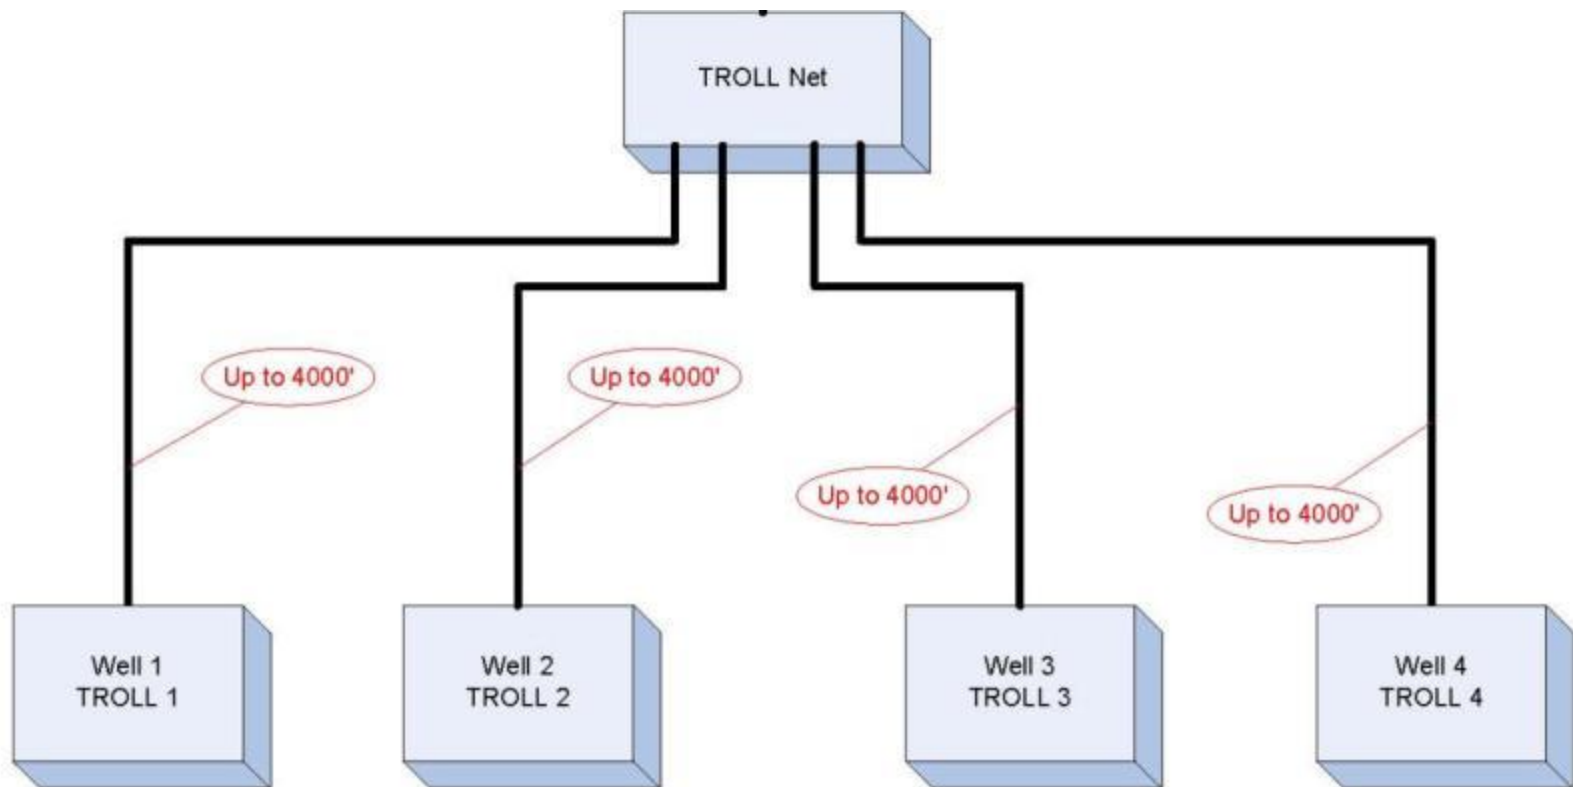 TROLL Net
Up to 4000'
Up to 4000'
Up to 4000'
Up to 4000'
Well 1
TROLL 1
Well 2
TROLL 2
Well 3
TROLL 3
Well 4
TROLL 4